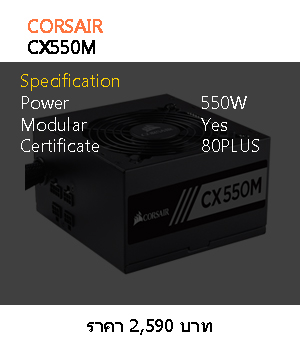 CORSAIR
CX550M
Specification
Power 550W
Modular Yes
Certificate 80PLUS
CORSAIR
CX550M
ราคา 2,590 บาท